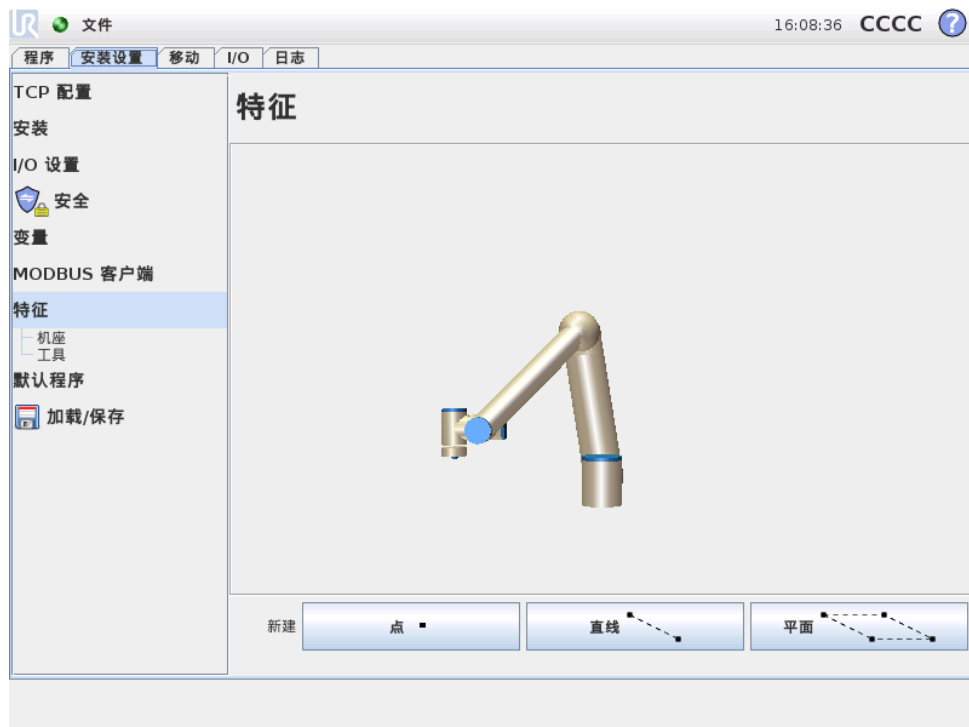 UR 文件 16:08:36 CCCC ?
程序 安装设置 移动 I/O 日志
TCP 配置
安装
I/O 设置
安全
变量
MODBUS 客户端
特征
机座
工具
默认程序
加载/保存
特征
新建 点 直线 平面